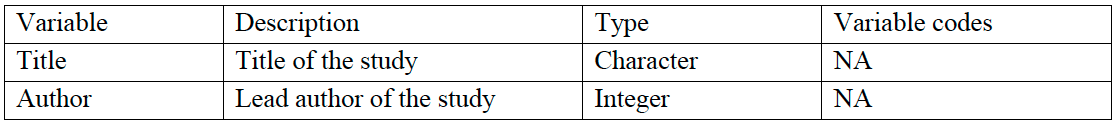 Variable Description Type Variable codes
Title Title of the study Character NA
Author Lead author of the study Integer NA